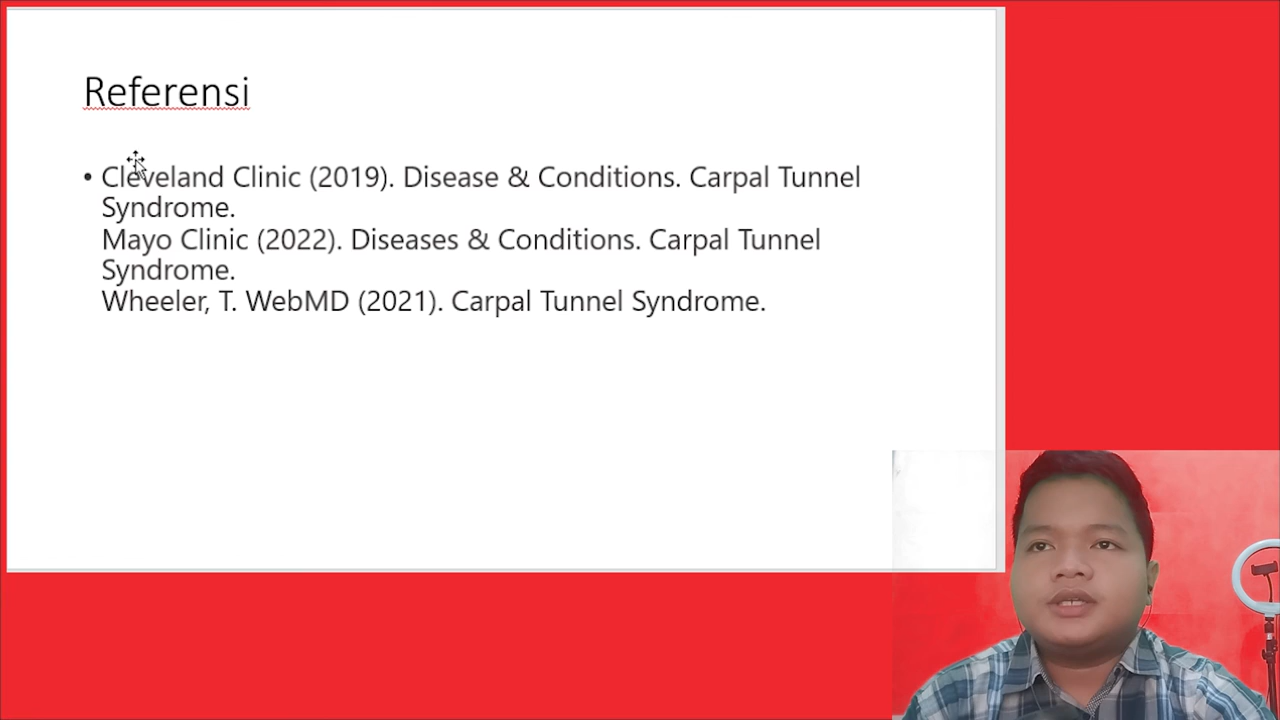 Referensi
• Cleveland Clinic (2019). Disease & Conditions. Carpal Tunnel
Syndrome.
Mayo Clinic (2022). Diseases & Conditions. Carpal Tunnel
Syndrome.
Wheeler, T. WebMD (2021). Carpal Tunnel Syndrome.